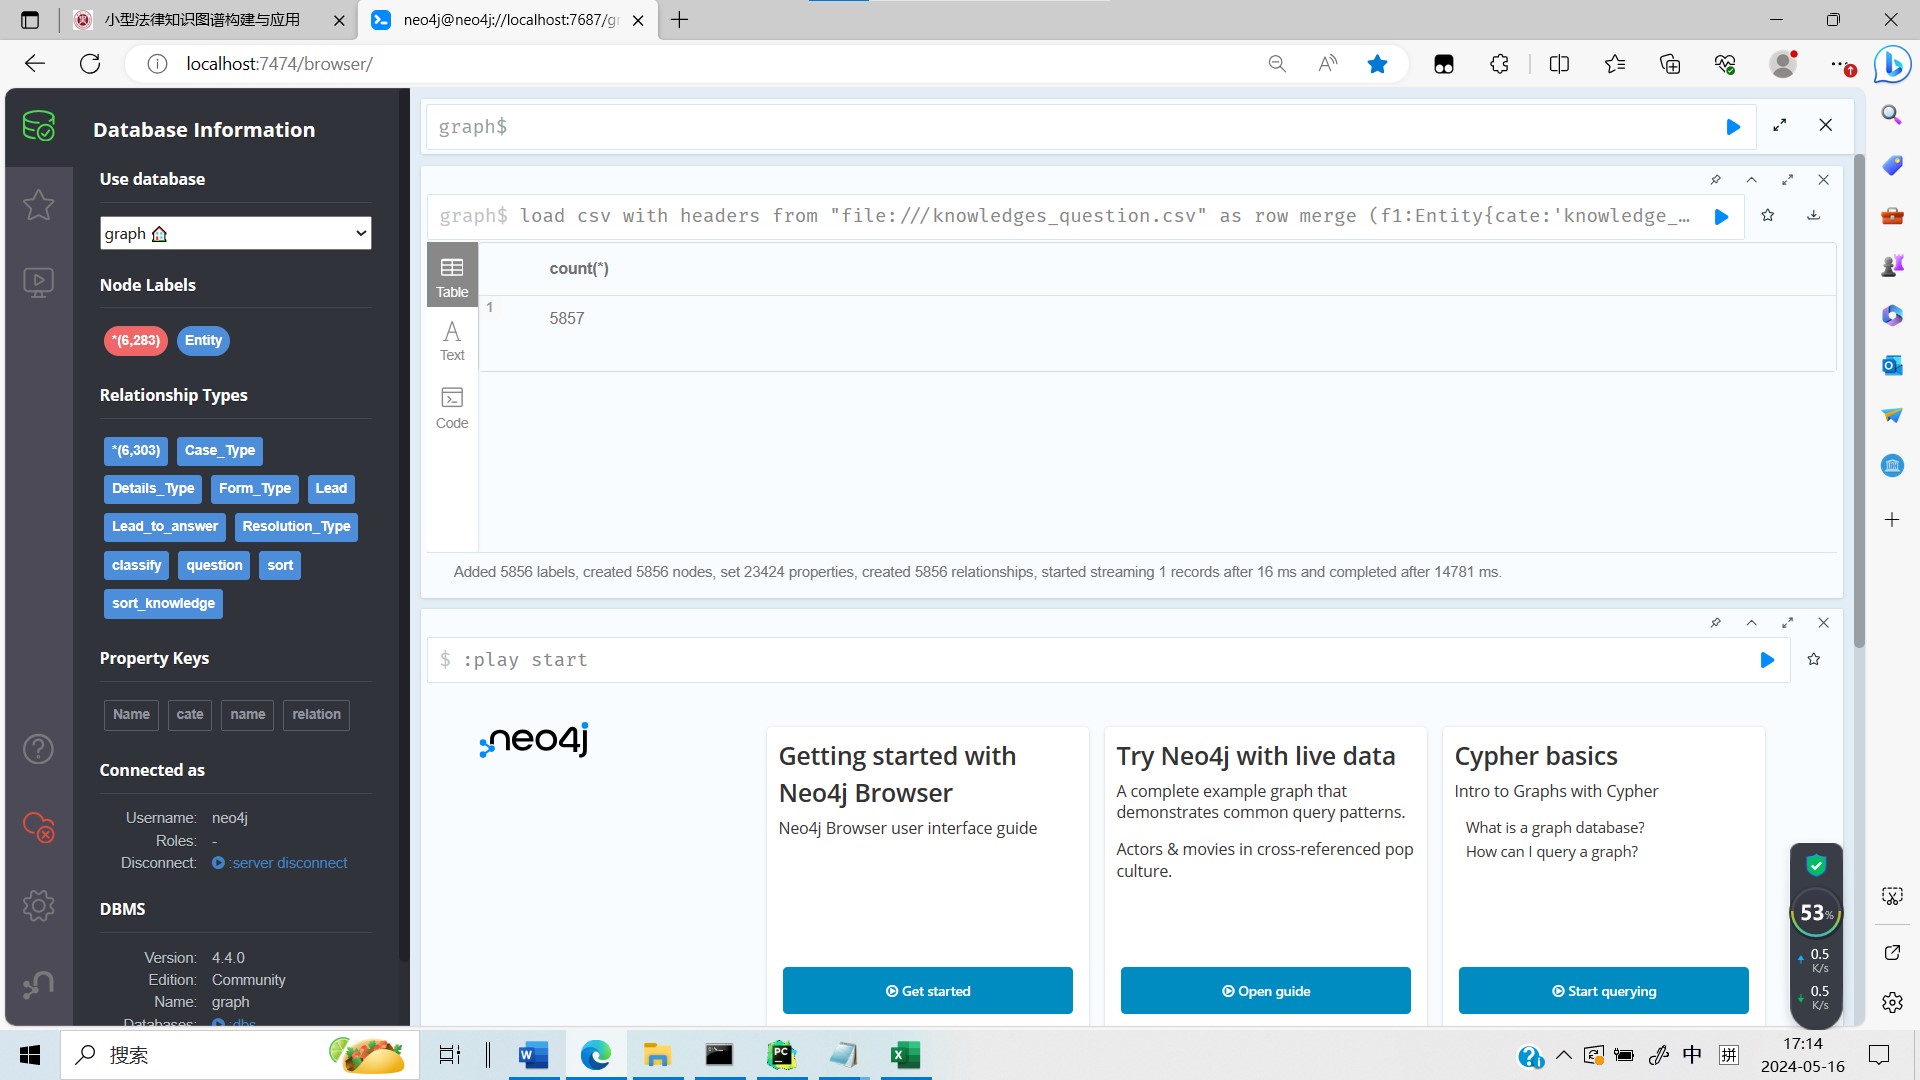 小型法律知识图谱构建与应用
neo4j@neo4j://localhost:7687/gr
localhost:7474/browser/
Database Information
Use database
graph
Node Labels
*(6,283) Entity
Relationship Types
*(6,303) Case_Type
Details_Type Form_Type Lead
Lead_to_answer Resolution_Type
classify question sort
sort_knowledge
Property Keys
Name cate name relation
Connected as
Username: neo4j
Roles: -
Disconnect: :server disconnect
DBMS
Version: 4.4.0
Edition: Community
Name: graph
Databases: :dbs
graph$
graph$ load csv with headers from "file:///knowledges_question.csv" as row merge (f1:Entity{cate:'knowledge_…
Table
Text
Code
count(*)
1
5857
Added 5856 labels, created 5856 nodes, set 23424 properties, created 5856 relationships, started streaming 1 records after 16 ms and completed after 14781 ms.
$ :play start
neo4j
Getting started with
Neo4j Browser
Neo4j Browser user interface guide
Get started
Try Neo4j with live data
A complete example graph that
demonstrates common query patterns.
Actors & movies in cross-referenced pop
culture.
Open guide
Cypher basics
Intro to Graphs with Cypher
What is a graph database?
How can I query a graph?
Start querying
53%
0.5
K/s
0.5
K/s
搜索
中
拼
17:14
2024-05-16